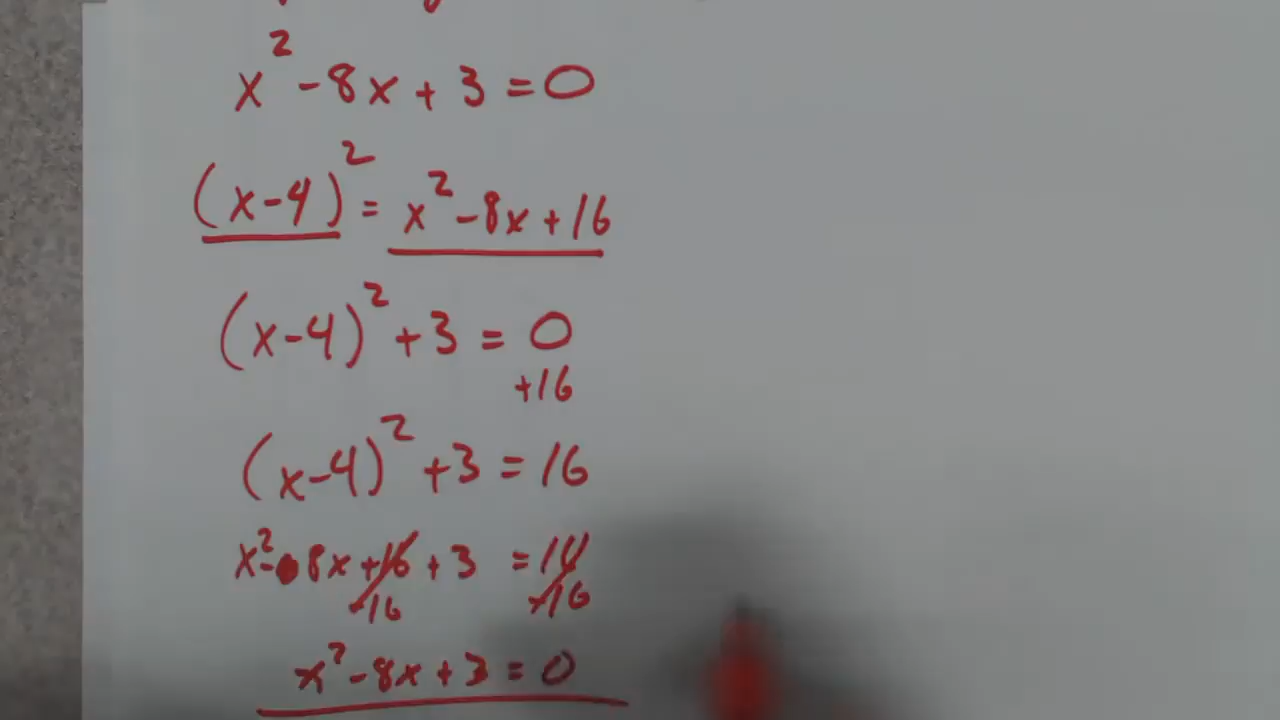 x² - 8x + 3 = 0
(x - 4)² = x² - 8x + 16
(x - 4)² + 3 = 0
+16
(x - 4)² + 3 = 16
x² - 8x + 16 + 3 = 16
-16 -16
x² - 8x + 3 = 0